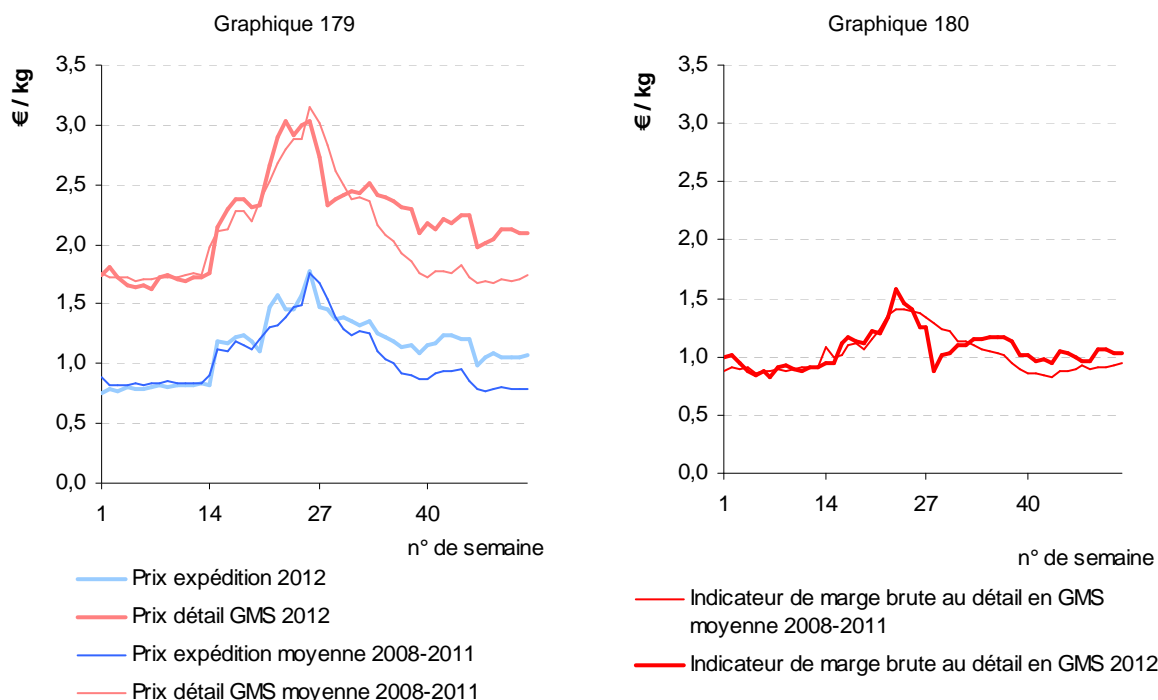 Graphique 179
€ / kg
3,5
3,0
2,5
2,0
1,5
1,0
0,5
0,0
1
14
27
40
n° de semaine
Prix expédition 2012
Prix détail GMS 2012
Prix expédition moyenne 2008-2011
Prix détail GMS moyenne 2008-2011
Graphique 180
€ / kg
3,5
3,0
2,5
2,0
1,5
1,0
0,5
0,0
1
14
27
40
n° de semaine
Indicateur de marge brute au détail en GMS
moyenne 2008-2011
Indicateur de marge brute au détail en GMS 2012